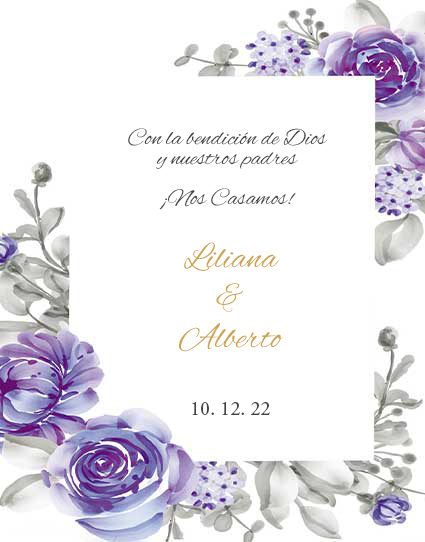 Con la bendición de Dios
y nuestros padres
¡Nos Casamos!
Liliana
&
Alberto
10. 12. 22